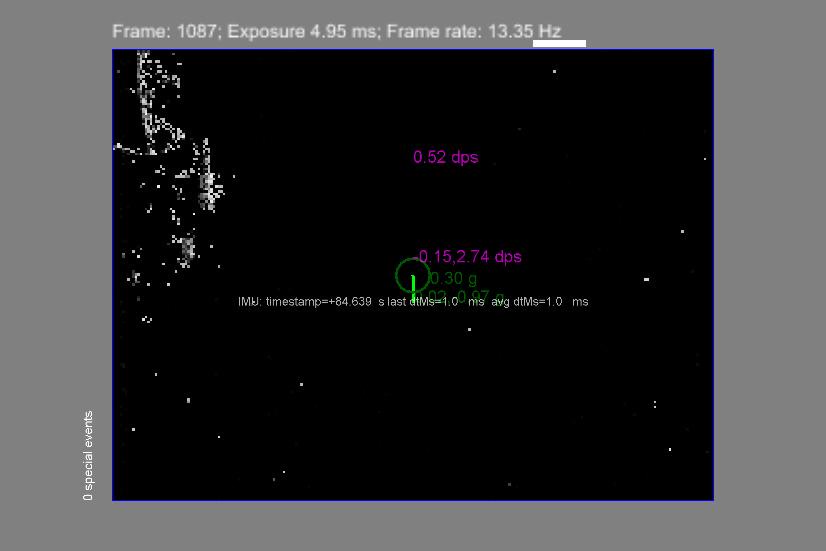 Frame: 1087; Exposure 4.95 ms; Frame rate: 13.35 Hz
0.52 dps
-0.15,2.74 dps
0.30 g
0.97 g
IMU: timestamp=+84.639 s last dtMs=1.0 ms avg dtMs=1.0 ms
0 special events